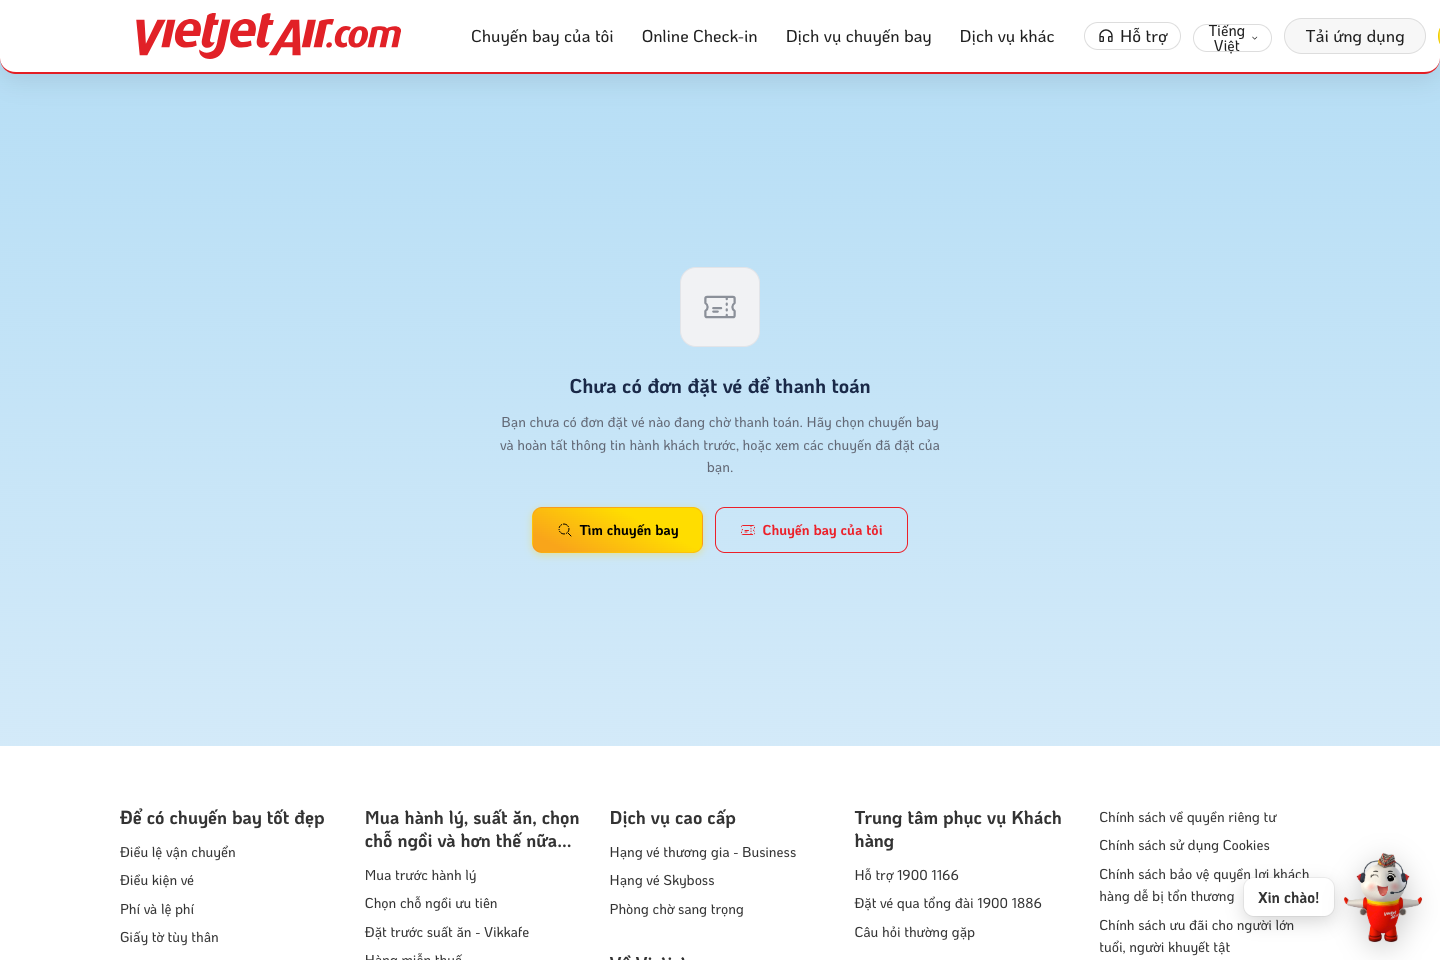 vietjetAir.com
Chuyến bay của tôi
Online Check-in
Dịch vụ chuyến bay
Dịch vụ khác
Hỗ trợ
Tiếng
Việt
Tải ứng dụng
Chưa có đơn đặt vé để thanh toán
Bạn chưa có đơn đặt vé nào đang chờ thanh toán. Hãy chọn chuyến bay
và hoàn tất thông tin hành khách trước, hoặc xem các chuyến đã đặt của
bạn.
Tìm chuyến bay
Chuyến bay của tôi
Để có chuyến bay tốt đẹp
Điều lệ vận chuyển
Điều kiện vé
Phí và lệ phí
Giấy tờ tùy thân
Mua hành lý, suất ăn, chọn
chỗ ngồi và hơn thế nữa...
Mua trước hành lý
Chọn chỗ ngồi ưu tiên
Đặt trước suất ăn - Vikkafe
Hàng miễn thuế
Dịch vụ cao cấp
Hạng vé thương gia - Business
Hạng vé Skyboss
Phòng chờ sang trọng
Về Vietjet
Trung tâm phục vụ Khách
hàng
Hỗ trợ 1900 1166
Đặt vé qua tổng đài 1900 1886
Câu hỏi thường gặp
Chính sách về quyền riêng tư
Chính sách sử dụng Cookies
Chính sách bảo vệ quyền lợi khách
hàng dễ bị tổn thương
Chính sách ưu đãi cho người lớn
tuổi, người khuyết tật
Xin chào!